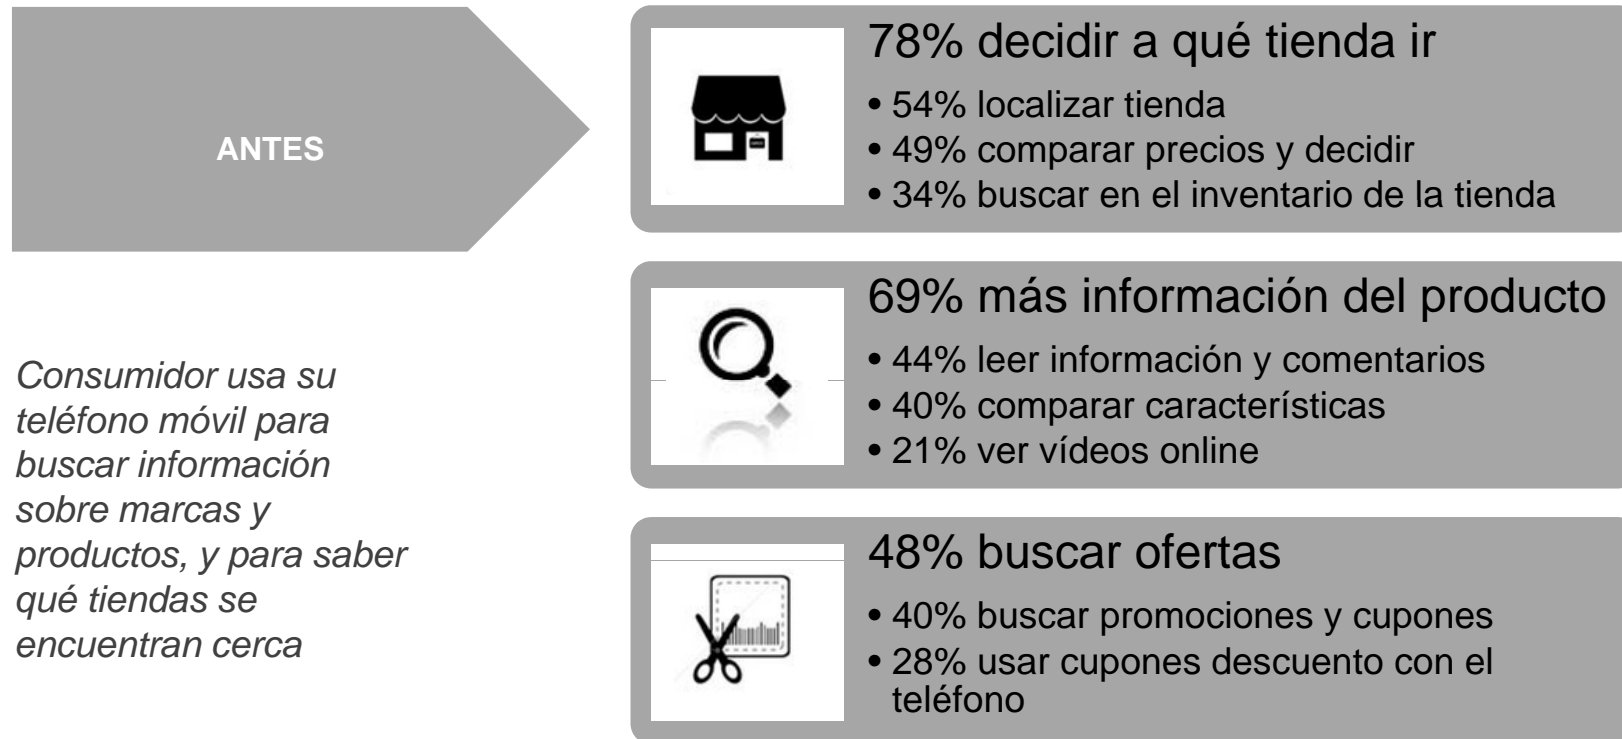 ANTES
Consumidor usa su
teléfono móvil para
buscar información
sobre marcas y
productos, y para saber
qué tiendas se
encuentran cerca
78% decidir a qué tienda ir
• 54% localizar tienda
• 49% comparar precios y decidir
• 34% buscar en el inventario de la tienda
69% más información del producto
• 44% leer información y comentarios
• 40% comparar características
• 21% ver vídeos online
48% buscar ofertas
• 40% buscar promociones y cupones
• 28% usar cupones descuento con el
teléfono